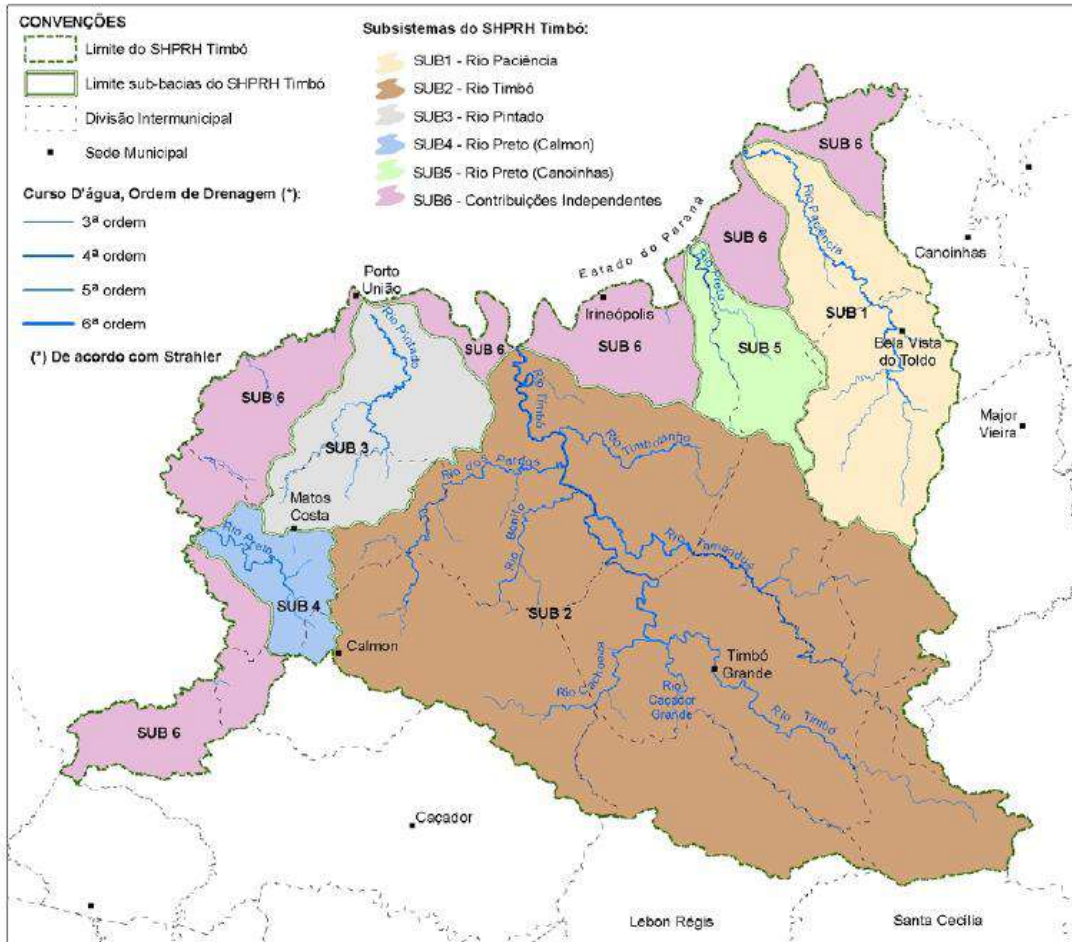 CONVENÇÕES
Limite do SHPRH Timbó
Limite sub-bacias do SHPRH Timbó
Divisão Intermunicipal
Sede Municipal
Curso D'água, Ordem de Drenagem (*):
3ª ordem
4ª ordem
5ª ordem
6ª ordem
(*) De acordo com Strahler
Subsistemas do SHPRH Timbó:
SUB1 - Rio Paciência
SUB2 - Rio Timbó
SUB3 - Rio Pintado
SUB4 - Rio Preto (Calmon)
SUB5 - Rio Preto (Canoinhas)
SUB6 - Contribuições Independentes
SUB 6
Rio Paciência
Canoinhas
SUB 6
Estado do Paraná
Rio Preto
Porto
União
Irineópolis
SUB 1
Bela Vista
do Toldo
Rio Pintado
SUB 6
SUB 6
SUB 5
SUB 6
Rio Timbó
Major
Vieira
SUB 3
Rio Timbozinho
Rio dos Pardos
Matos
Costa
Rio Bonito
Rio Preto
Rio Tamanduá
SUB 4
SUB 2
Calmon
Timbó
Grande
Rio Cachoeira
Rio
Caçador
Grande
Rio Timbó
SUB 6
Caçador
Lebon Régis
Santa Cecília